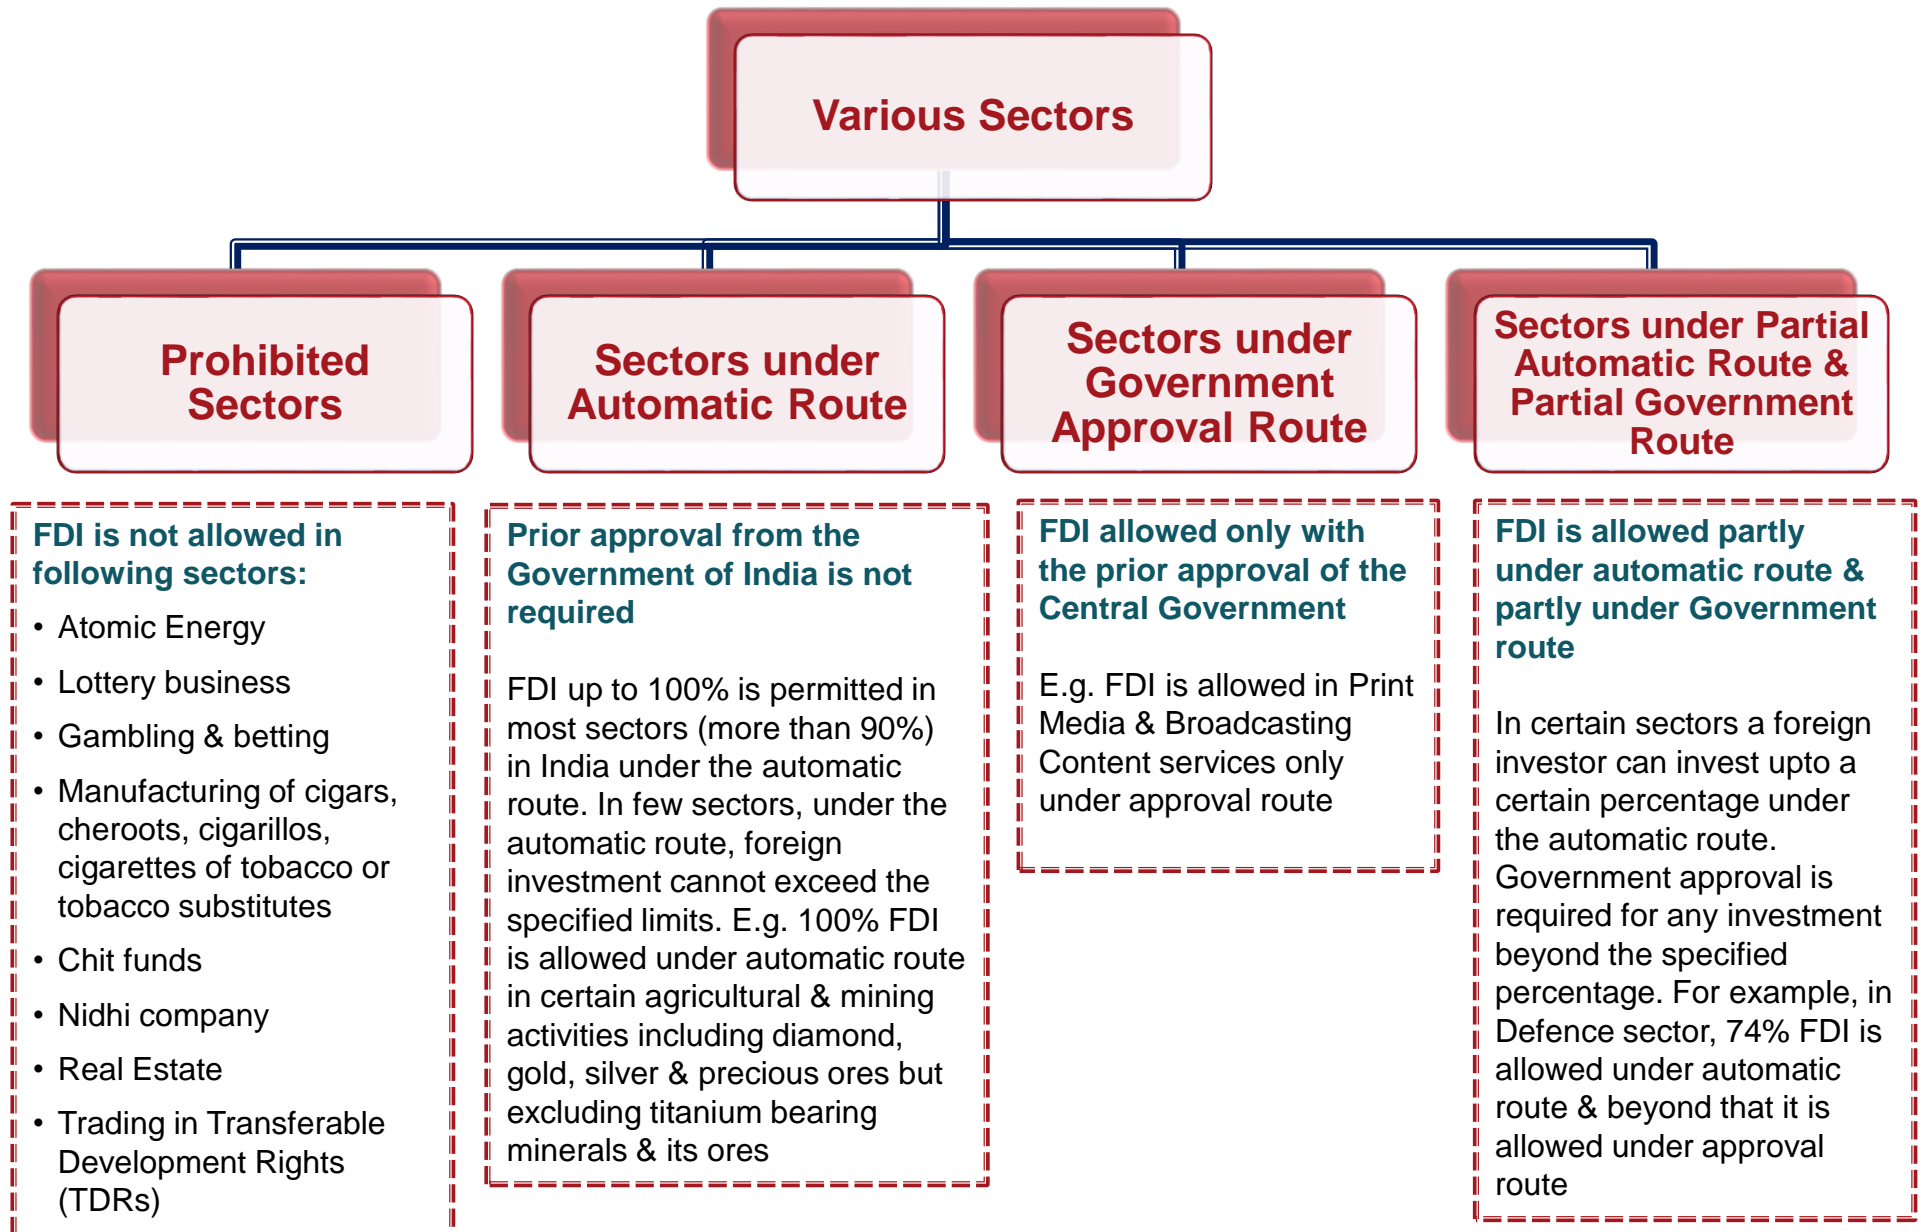 Various Sectors
Prohibited
Sectors
Sectors under
Automatic Route
Sectors under
Government
Approval Route
Sectors under Partial
Automatic Route &
Partial Government
Route
FDI is not allowed in
following sectors:
• Atomic Energy
• Lottery business
• Gambling & betting
• Manufacturing of cigars,
cheroots, cigarillos,
cigarettes of tobacco or
tobacco substitutes
• Chit funds
• Nidhi company
• Real Estate
• Trading in Transferable
Development Rights
(TDRs)
Prior approval from the
Government of India is not
required
FDI up to 100% is permitted in
most sectors (more than 90%)
in India under the automatic
route. In few sectors, under the
automatic route, foreign
investment cannot exceed the
specified limits. E.g. 100% FDI
is allowed under automatic route
in certain agricultural & mining
activities including diamond,
gold, silver & precious ores but
excluding titanium bearing
minerals & its ores
FDI allowed only with
the prior approval of the
Central Government
E.g. FDI is allowed in Print
Media & Broadcasting
Content services only
under approval route
FDI is allowed partly
under automatic route &
partly under Government
route
In certain sectors a foreign
investor can invest upto a
certain percentage under
the automatic route.
Government approval is
required for any investment
beyond the specified
percentage. For example, in
Defence sector, 74% FDI is
allowed under automatic
route & beyond that it is
allowed under approval
route